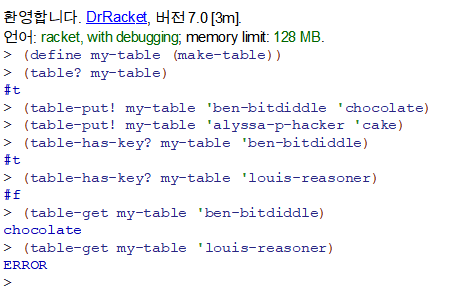 환영합니다. DrRacket, 버전 7.0 [3m].
언어: racket, with debugging; memory limit: 128 MB.
> (define my-table (make-table))
> (table? my-table)
#t
> (table-put! my-table 'ben-bitdiddle 'chocolate)
> (table-put! my-table 'alyssa-p-hacker 'cake)
> (table-has-key? my-table 'ben-bitdiddle)
#t
> (table-has-key? my-table 'louis-reasoner)
#f
> (table-get my-table 'ben-bitdiddle)
chocolate
> (table-get my-table 'louis-reasoner)
ERROR
>